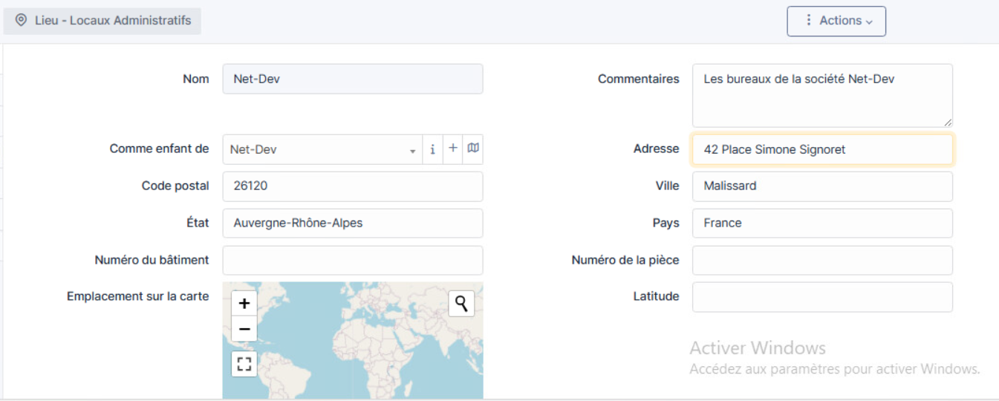 Lieu - Locaux Administratifs
Actions
Nom Net-Dev
Commentaires Les bureaux de la société Net-Dev
Comme enfant de Net-Dev i +
Adresse 42 Place Simone Signoret
Code postal 26120
Ville Malissard
État Auvergne-Rhône-Alpes
Pays France
Numéro du bâtiment
Numéro de la pièce
Emplacement sur la carte
+
−
Latitude
Activer Windows
Accédez aux paramètres pour activer Windows.